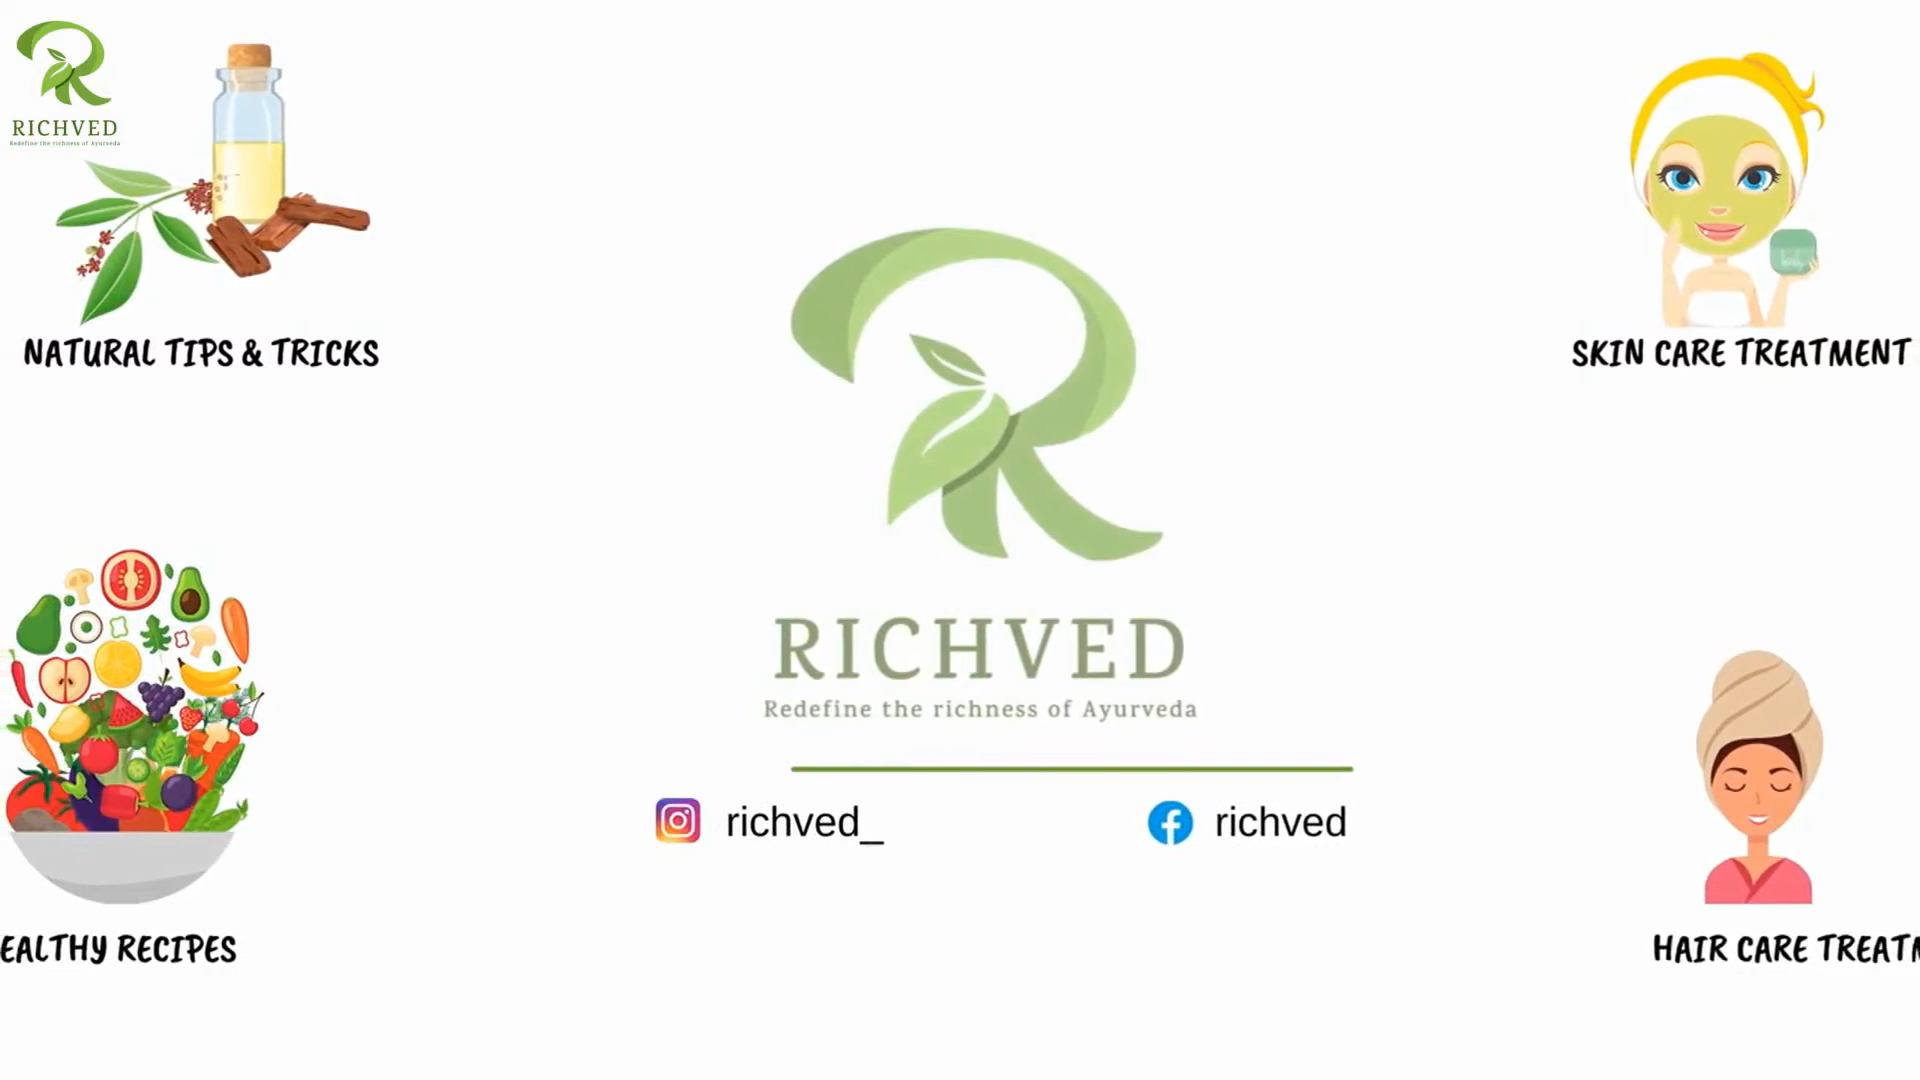 RICHVED
Redefine the richness of Ayurveda
NATURAL TIPS & TRICKS
SKIN CARE TREATMENT
RICHVED
Redefine the richness of Ayurveda
richved_
richved
EALTHY RECIPES
HAIR CARE TREATM